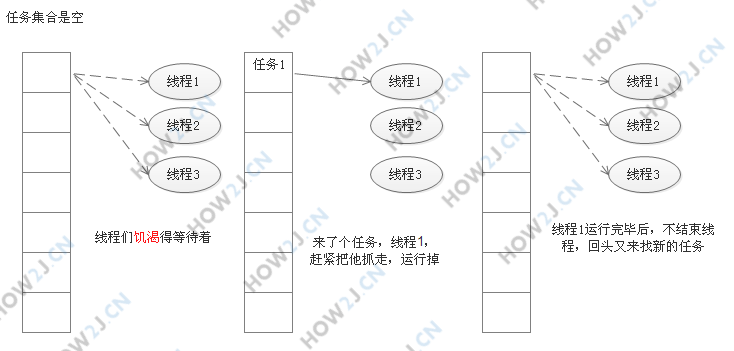 任务集合是空
线程1
线程2
线程3
线程们饥渴得等待着
任务1
线程1
线程2
线程3
来了个任务，线程1，
赶紧把他抓走，运行掉
线程1
线程2
线程3
线程1运行完毕后，不结束线
程，回头又来找新的任务
HOW2J.CN
HOW2J.CN
HOW2J.CN
HOW2J.CN
HOW2J.CN
HOW2J.CN
HOW2J.CN
HOW2J.CN
HOW2J.CN